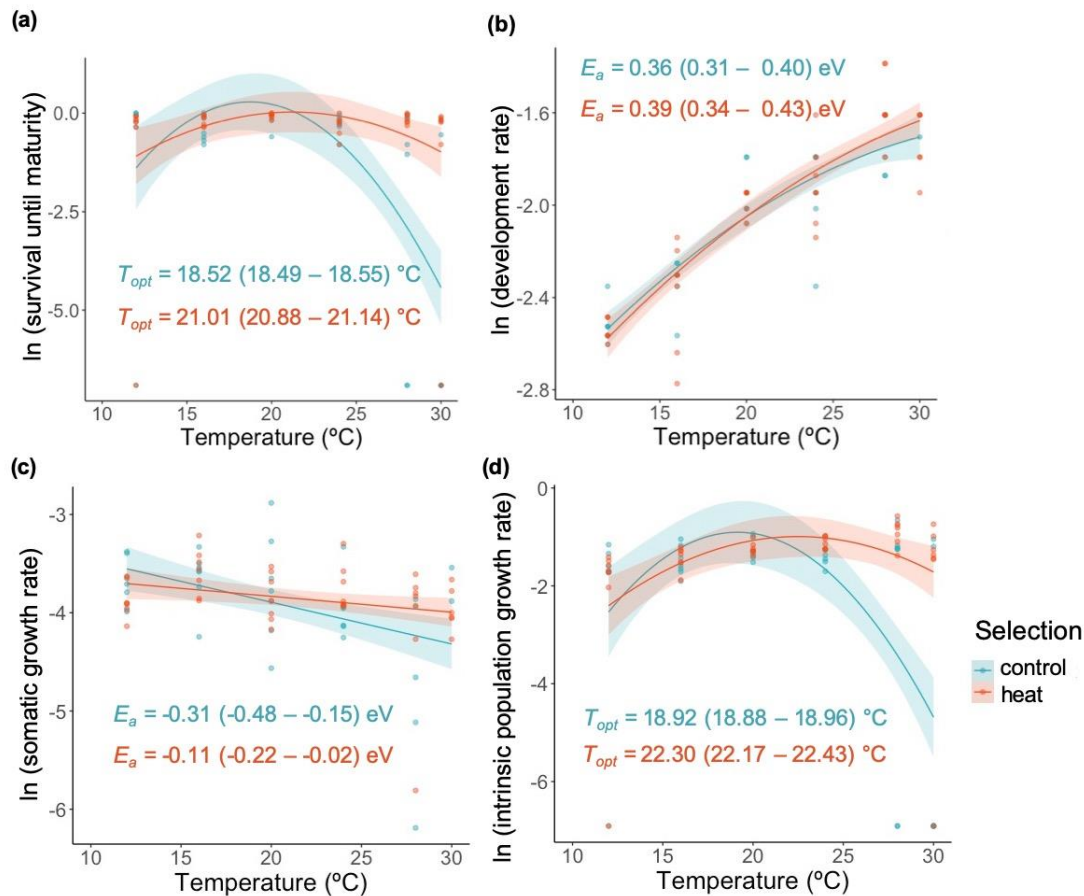 (a)
ln (survival until maturity)
0.0
-2.5
-5.0
T_opt = 18.52 (18.49 – 18.55) °C
T_opt = 21.01 (20.88 – 21.14) °C
10 15 20 25 30
Temperature (ºC)
(b)
ln (development rate)
-1.6
-2.0
-2.4
-2.8
E_a = 0.36 (0.31 – 0.40) eV
E_a = 0.39 (0.34 – 0.43) eV
10 15 20 25 30
Temperature (ºC)
(c)
ln (somatic growth rate)
-3
-4
-5
-6
E_a = -0.31 (-0.48 – -0.15) eV
E_a = -0.11 (-0.22 – -0.02) eV
10 15 20 25 30
Temperature (ºC)
(d)
ln (intrinsic population growth rate)
0
-2
-4
-6
T_opt = 18.92 (18.88 – 18.96) °C
T_opt = 22.30 (22.17 – 22.43) °C
10 15 20 25 30
Temperature (ºC)
Selection
control
heat